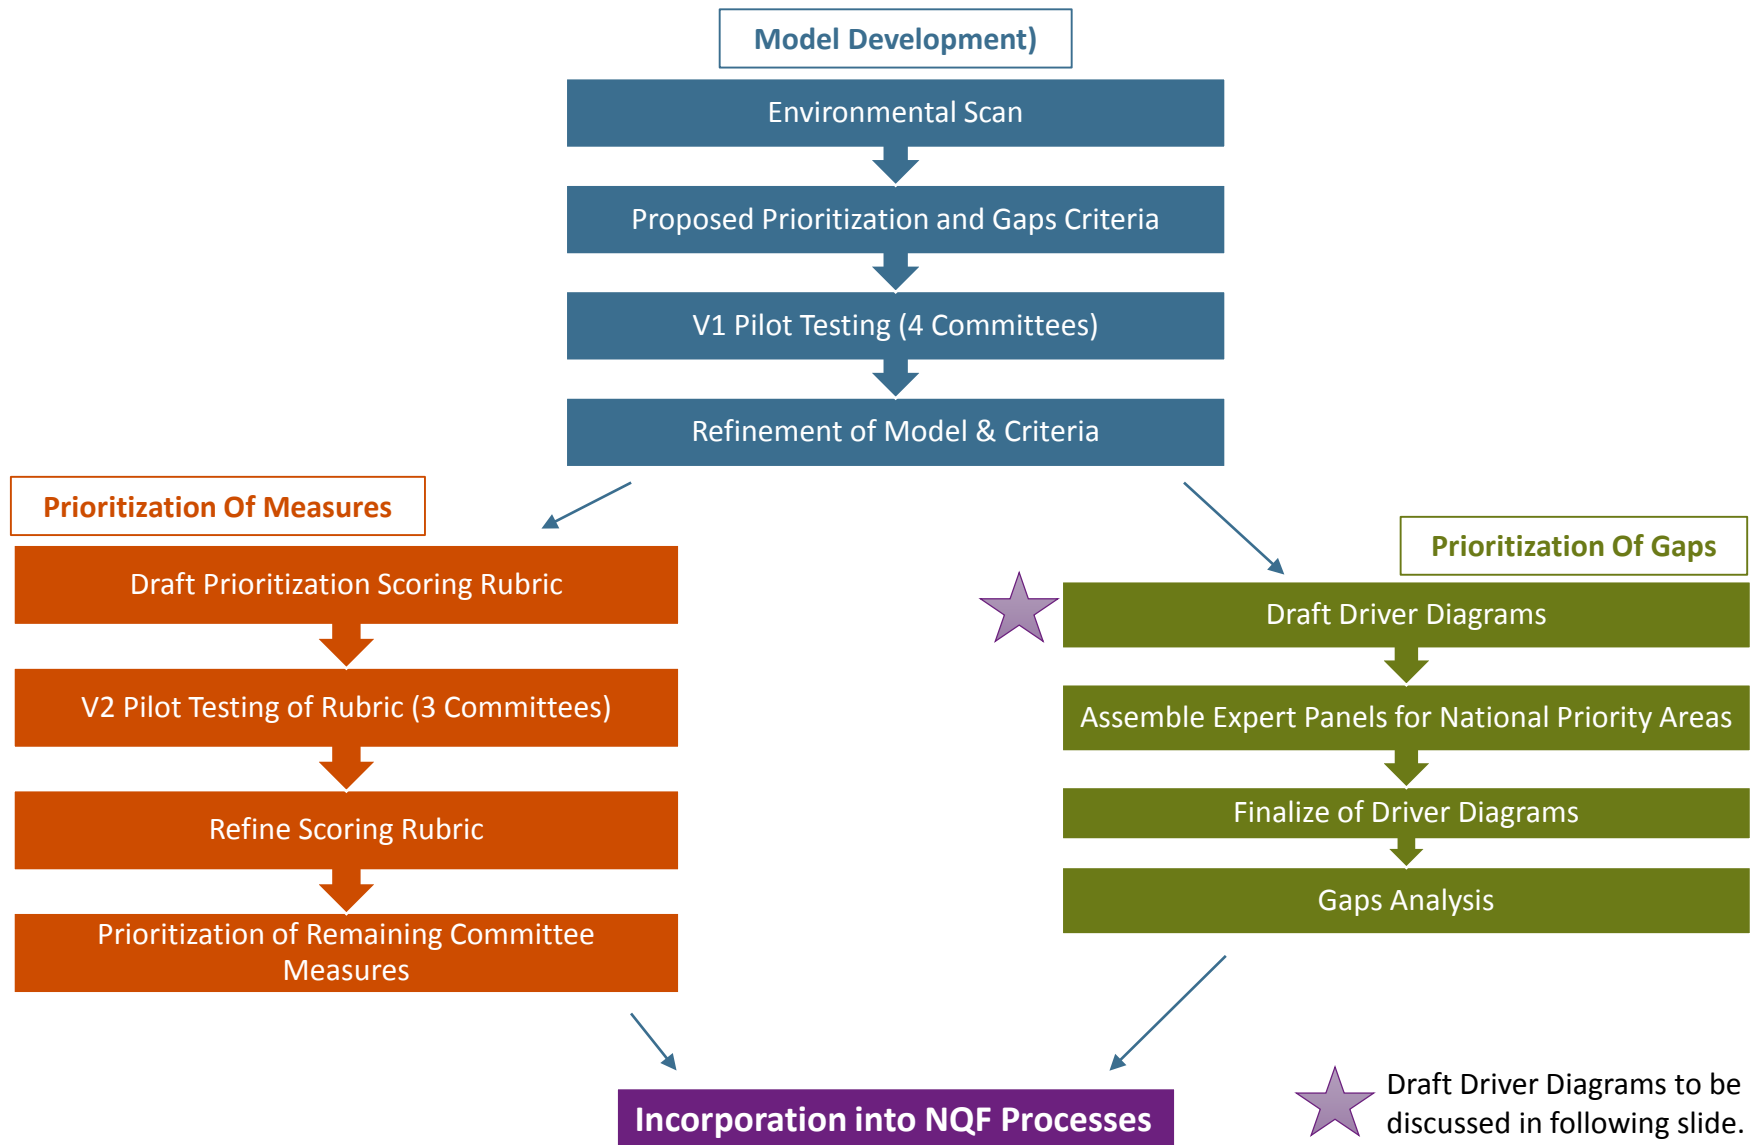 Model Development)
Environmental Scan
Proposed Prioritization and Gaps Criteria
V1 Pilot Testing (4 Committees)
Refinement of Model & Criteria
Prioritization Of Measures
Draft Prioritization Scoring Rubric
V2 Pilot Testing of Rubric (3 Committees)
Refine Scoring Rubric
Prioritization of Remaining Committee
Measures
Prioritization Of Gaps
Draft Driver Diagrams
Assemble Expert Panels for National Priority Areas
Finalize of Driver Diagrams
Gaps Analysis
Incorporation into NQF Processes
Draft Driver Diagrams to be
discussed in following slide.